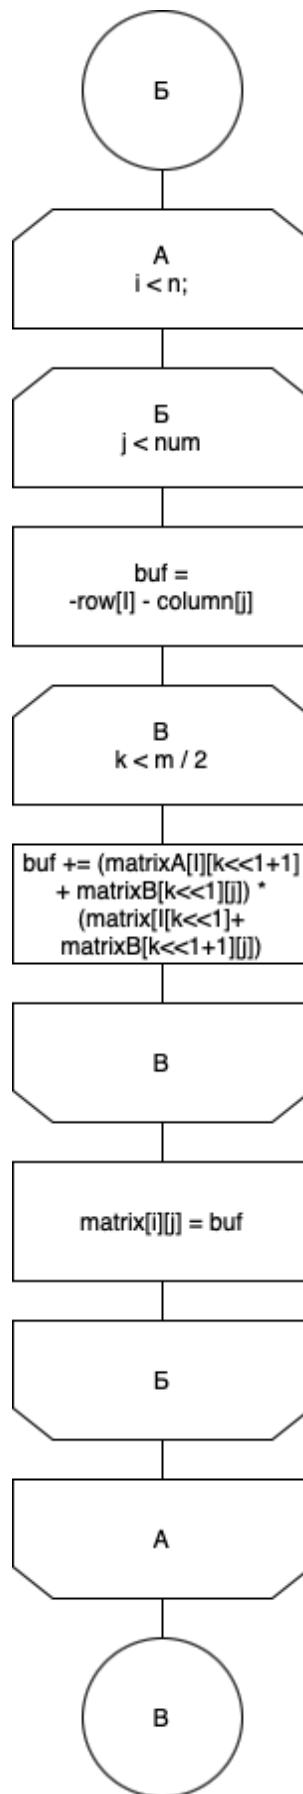 Б
А
i < n;
Б
j < num
buf =
-row[I] - column[j]
В
k < m / 2
buf += (matrixA[I][k<<1+1]
+ matrixB[k<<1][j]) *
(matrix[I[k<<1]+
matrixB[k<<1+1][j])
В
matrix[i][j] = buf
Б
А
В